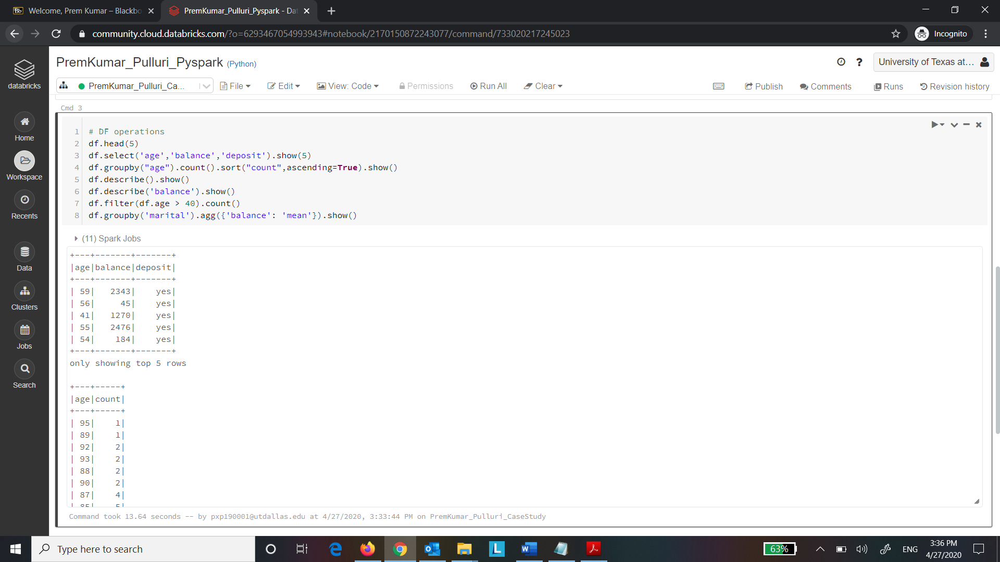 Welcome, Prem Kumar – Blackbo
PremKumar_Pulluri_Pyspark - Da
community.cloud.databricks.com/?o=6293467054993943#notebook/2170150872243077/command/733020217245023
Incognito
databricks
Home
Workspace
Recents
Data
Clusters
Jobs
Search
PremKumar_Pulluri_Pyspark (Python)
? University of Texas at...
PremKumar_Pulluri_Ca... File Edit View: Code Permissions Run All Clear Publish Comments Runs Revision history
Cmd 3
1 # DF operations
2 df.head(5)
3 df.select('age','balance','deposit').show(5)
4 df.groupby("age").count().sort("count",ascending=True).show()
5 df.describe().show()
6 df.describe('balance').show()
7 df.filter(df.age > 40).count()
8 df.groupby('marital').agg({'balance': 'mean'}).show()
(11) Spark Jobs
+---+-------+-------+
|age|balance|deposit|
+---+-------+-------+
| 59|   2343|    yes|
| 56|     45|    yes|
| 41|   1270|    yes|
| 55|   2476|    yes|
| 54|    184|    yes|
+---+-------+-------+
only showing top 5 rows
+---+-----+
|age|count|
+---+-----+
| 95|    1|
| 89|    1|
| 92|    2|
| 93|    2|
| 88|    2|
| 90|    2|
| 87|    4|
| 85|    5|
Command took 13.64 seconds -- by pxp190001@utdallas.edu at 4/27/2020, 3:33:44 PM on PremKumar_Pulluri_CaseStudy
Type here to search
63%
ENG
3:36 PM
4/27/2020